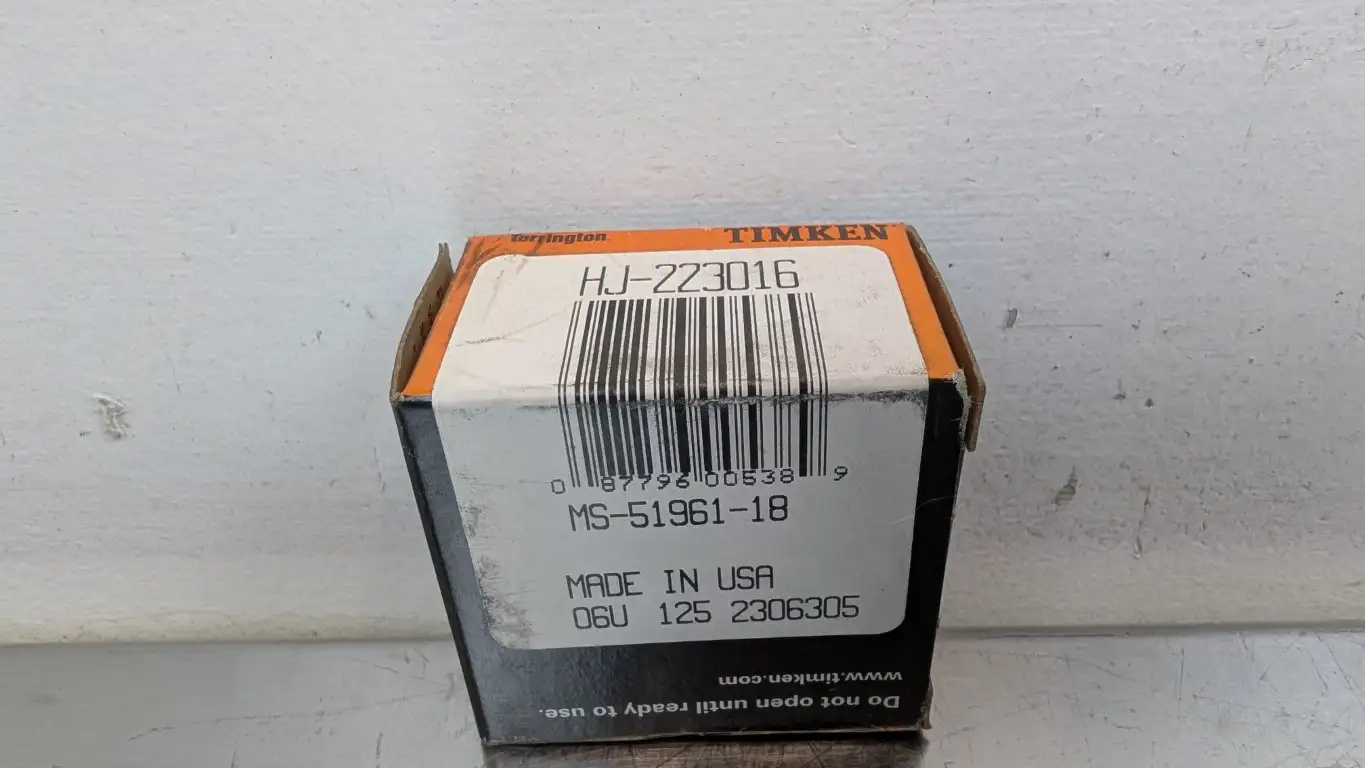 Torrington TIMKEN
HJ-223016
0 87796 00538 9
MS-51961-18
MADE IN USA
06U 125 2306305
www.timken.com
Do not open until ready to use.